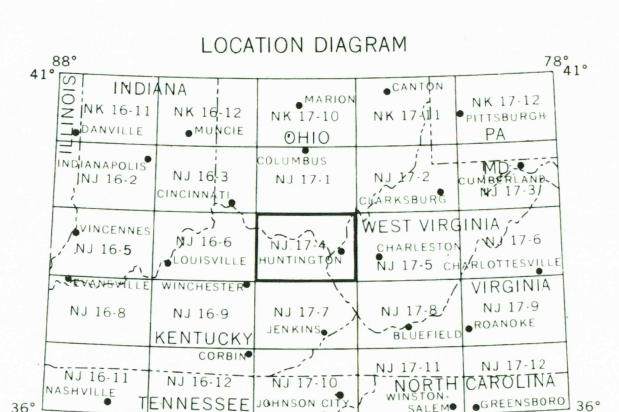 LOCATION DIAGRAM
88° 78°
41° 41°
ILLINOIS
INDIANA
NK 16-11
DANVILLE
NK 16-12
MUNCIE
MARION
NK 17-10
OHIO
CANTON
NK 17-11
NK 17-12
PITTSBURGH
PA
INDIANAPOLIS
NJ 16-2
NJ 16-3
CINCINNATI
COLUMBUS
NJ 17-1
NJ 17-2
CLARKSBURG
MD
CUMBERLAND
NJ 17-3
VINCENNES
NJ 16-5
NJ 16-6
LOUISVILLE
NJ 17-4
HUNTINGTON
WEST VIRGINIA
CHARLESTON
NJ 17-5
NJ 17-6
CHARLOTTESVILLE
EVANSVILLE
NJ 16-8
WINCHESTER
NJ 16-9
KENTUCKY
CORBIN
NJ 17-7
JENKINS
NJ 17-8
BLUEFIELD
VIRGINIA
NJ 17-9
ROANOKE
NJ 16-11
NASHVILLE
NJ 16-12
TENNESSEE
NJ 17-10
JOHNSON CITY
NJ 17-11
WINSTON-
SALEM
NJ 17-12
NORTH CAROLINA
GREENSBORO
36° 36°